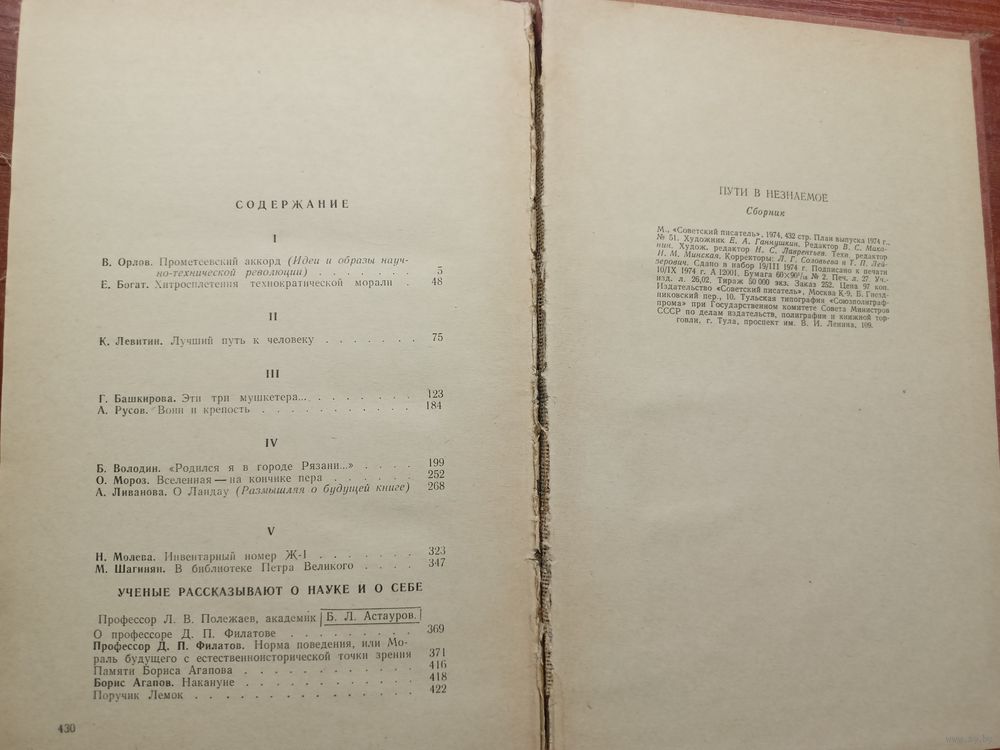 СОДЕРЖАНИЕ
I
В. Орлов. Прометеевский аккорд (Идеи и образы науч-
но-технической революции) . . . . . . . 5
Е. Богат. Хитросплетения технократической морали . 48
II
К. Левитин. Лучший путь к человеку . . . . . . . 75
III
Г. Башкирова. Эти три мушкетера... . . . . . . . 123
А. Русов. Вони и крепость . . . . . . . . . . . 184
IV
Б. Володин. «Родился я в городе Рязани...» . . . . 199
О. Мороз. Вселенная — на кончике пера . . . . . . 252
А. Ливанова. О Ландау (Размышляя о будущей книге) 268
V
Н. Молева. Инвентарный номер Ж-1 . . . . . . . 323
М. Шагинян. В библиотеке Петра Великого . . . . 347
УЧЕНЫЕ РАССКАЗЫВАЮТ О НАУКЕ И О СЕБЕ
Профессор Л. В. Полежаев, академик Б. Л. Астауров.
О профессоре Д. П. Филатове . . . . . . . . . 369
Профессор Д. П. Филатов. Норма поведения, или Мо-
раль будущего с естественноисторической точки зрения 371
Памяти Бориса Агапова . . . . . . . . . . . . 416
Борис Агапов. Накануне . . . . . . . . . . . . 418
Поручик Лемок . . . . . . . . . . . . . . . 422
430
ПУТИ В НЕЗНАЕМОЕ
Сборник
М., «Советский писатель», 1974, 432 стр. План выпуска 1974 г.,
№ 51. Художник Е. А. Ганнушкин. Редактор В. С. Мака-
нин. Худож. редактор Н. С. Лаврентьев. Техн. редактор
Н. М. Минская. Корректоры: Л. Г. Соловьева и Т. П. Лей-
зерович. Сдано в набор 19/III 1974 г. Подписано к печати
10/IX 1974 г. А 12001. Бумага 60×90 1/16 № 2. Печ. л. 27. Уч.-
изд. л. 26,02. Тираж 50 000 экз. Заказ 252. Цена 97 коп.
Издательство «Советский писатель», Москва К-9, Б. Гнезд-
никовский пер., 10. Тульская типография «Союзполиграф-
прома» при Государственном комитете Совета Министров
СССР по делам издательств, полиграфии и книжной тор-
говли, г. Тула, проспект им. В. И. Ленина, 109.